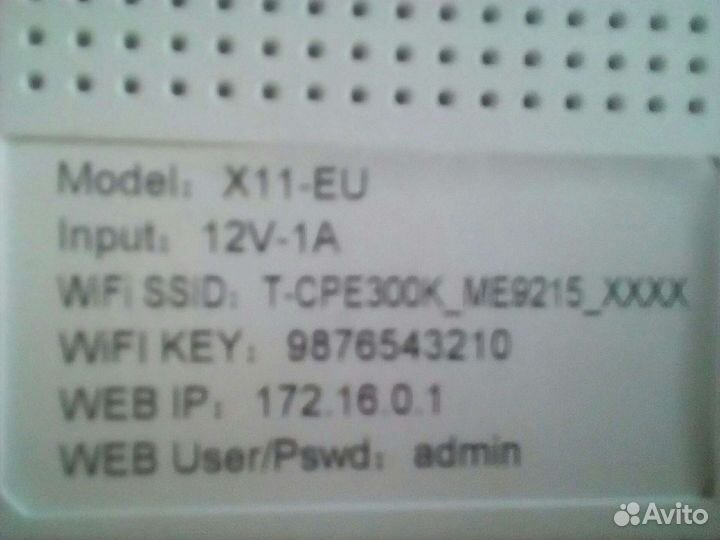 Model: X11-EU
Input: 12V-1A
WiFi SSID: T-CPE300K_ME9215_XXXX
WiFI KEY: 9876543210
WEB IP: 172.16.0.1
WEB User/Pswd: admin
Avito